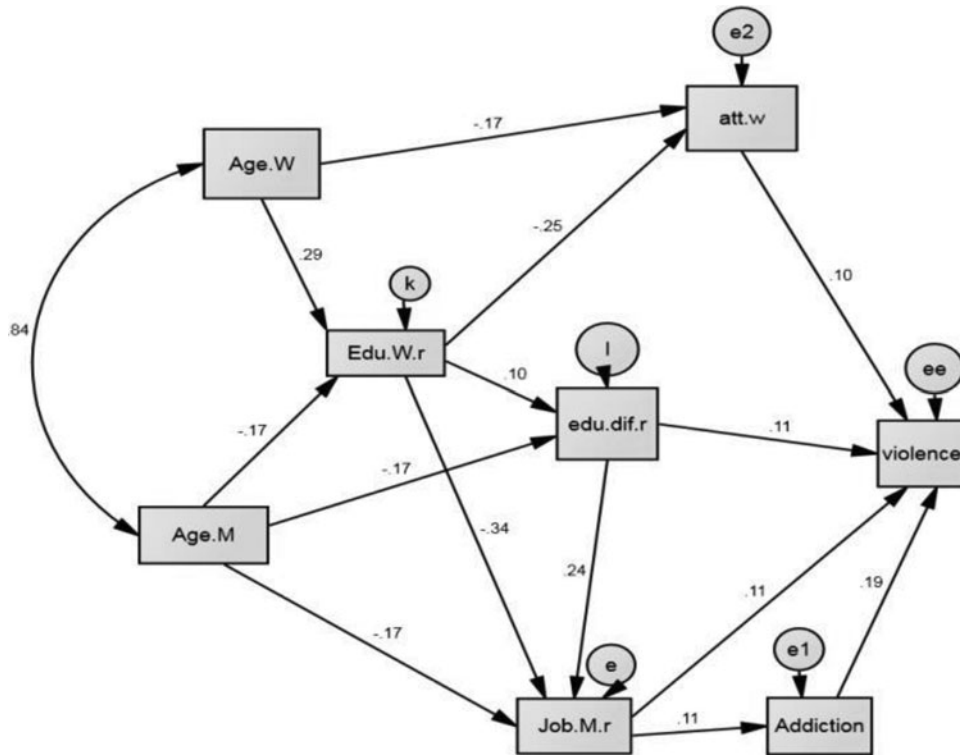 e2
-.17
att.w
Age.W
-.25
.29
k
.10
.84
Edu.W.r
l
ee
.10
edu.dif.r
.11
violence
-.17
-.17
Age.M
-.34
.24
.11
.19
-.17
e
e1
Job.M.r
.11
Addiction